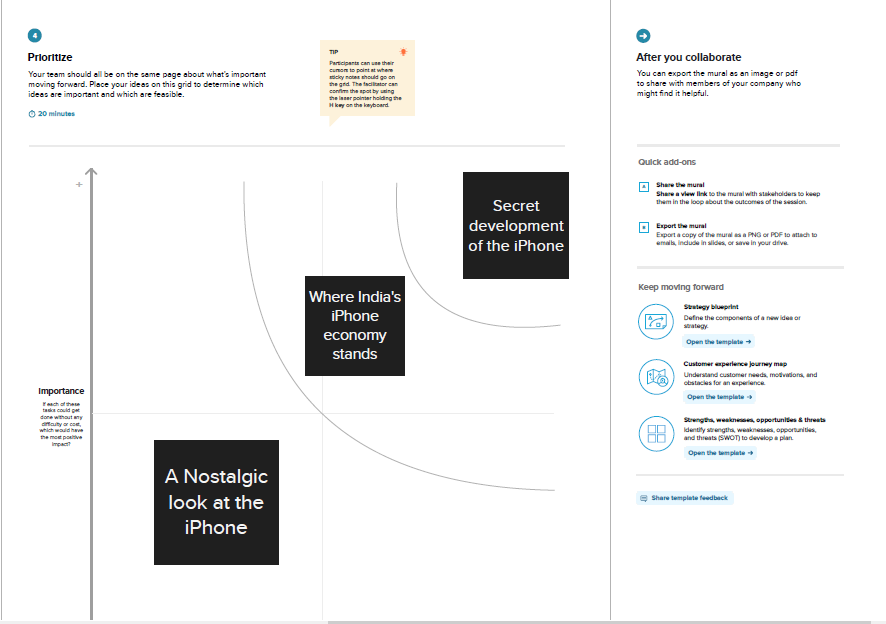 4
Prioritize
Your team should all be on the same page about what's important
moving forward. Place your ideas on this grid to determine which
ideas are important and which are feasible.
20 minutes
TIP
Participants can use their
cursors to point at where
sticky notes should go on
the grid. The facilitator can
confirm the spot by using
the laser pointer holding the
H key on the keyboard.
+
Secret
development
of the iPhone
Where India's
iPhone
economy
stands
Importance
If each of these
tasks could get
done without any
difficulty or cost,
which would have
the most positive
impact?
A Nostalgic
look at the
iPhone
After you collaborate
You can export the mural as an image or pdf
to share with members of your company who
might find it helpful.
Quick add-ons
A
Share the mural
Share a view link to the mural with stakeholders to keep
them in the loop about the outcomes of the session.
B
Export the mural
Export a copy of the mural as a PNG or PDF to attach to
emails, include in slides, or save in your drive.
Keep moving forward
Strategy blueprint
Define the components of a new idea or
strategy.
Open the template →
Customer experience journey map
Understand customer needs, motivations, and
obstacles for an experience.
Open the template →
Strengths, weaknesses, opportunities & threats
Identify strengths, weaknesses, opportunities,
and threats (SWOT) to develop a plan.
Open the template →
Share template feedback